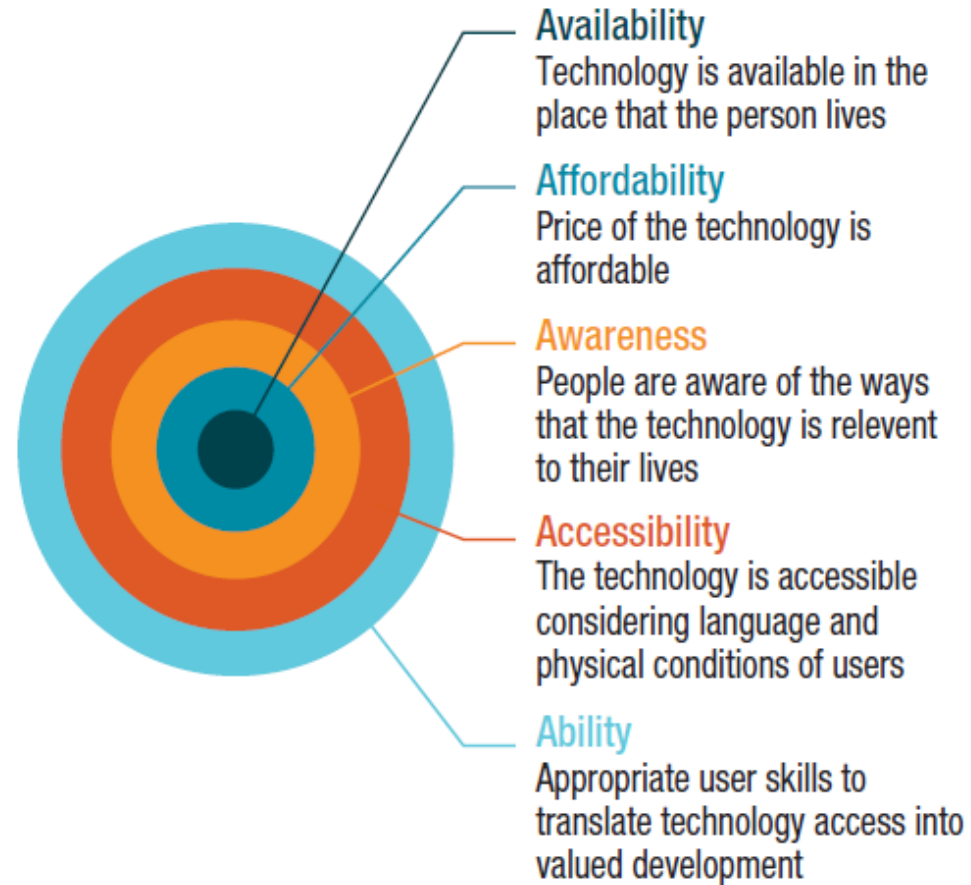 Availability
Technology is available in the
place that the person lives
Affordability
Price of the technology is
affordable
Awareness
People are aware of the ways
that the technology is relevent
to their lives
Accessibility
The technology is accessible
considering language and
physical conditions of users
Ability
Appropriate user skills to
translate technology access into
valued development